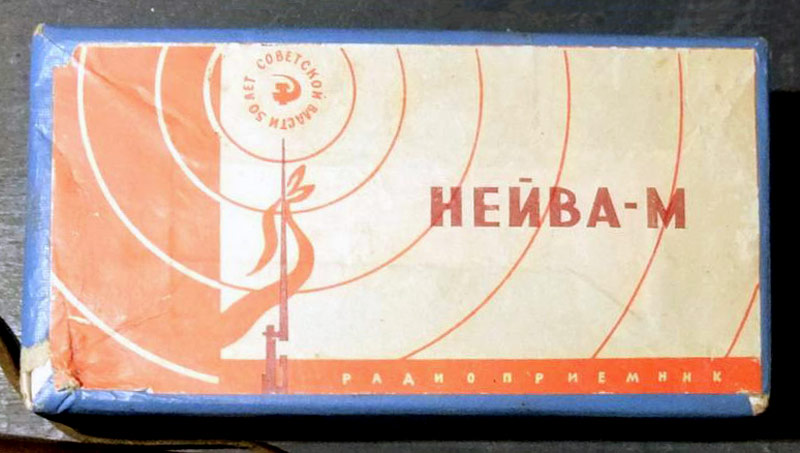 50 ЛЕТ СОВЕТСКОЙ ВЛАСТИ
НЕЙВА-М
РАДИОПРИЕМНИК